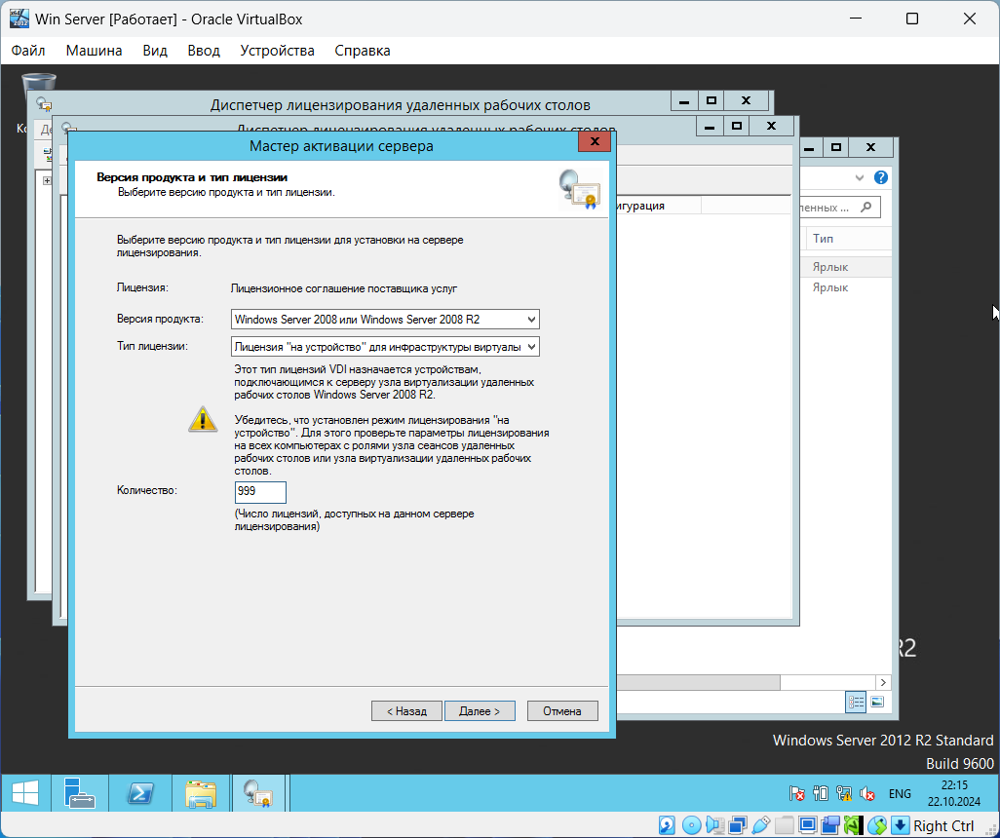 Win Server [Работает] - Oracle VirtualBox
Файл Машина Вид Ввод Устройства Справка
Диспетчер лицензирования удаленных рабочих столов
Диспетчер лицензирования удаленных рабочих столов
Мастер активации сервера
Версия продукта и тип лицензии
Выберите версию продукта и тип лицензии.
игурация
ленных ...
Тип
Ярлык
Ярлык
Выберите версию продукта и тип лицензии для установки на сервере
лицензирования.
Лицензия: Лицензионное соглашение поставщика услуг
Версия продукта: Windows Server 2008 или Windows Server 2008 R2
Тип лицензии: Лицензия "на устройство" для инфраструктуры виртуалы
Этот тип лицензий VDI назначается устройствам,
подключающимся к серверу узла виртуализации удаленных
рабочих столов Windows Server 2008 R2.
Убедитесь, что установлен режим лицензирования "на
устройство". Для этого проверьте параметры лицензирования
на всех компьютерах с ролями узла сеансов удаленных
рабочих столов или узла виртуализации удаленных рабочих
столов.
Количество: 999
(Число лицензий, доступных на данном сервере
лицензирования)
< Назад Далее > Отмена
R2
Windows Server 2012 R2 Standard
Build 9600
ENG
22:15
22.10.2024
Right Ctrl